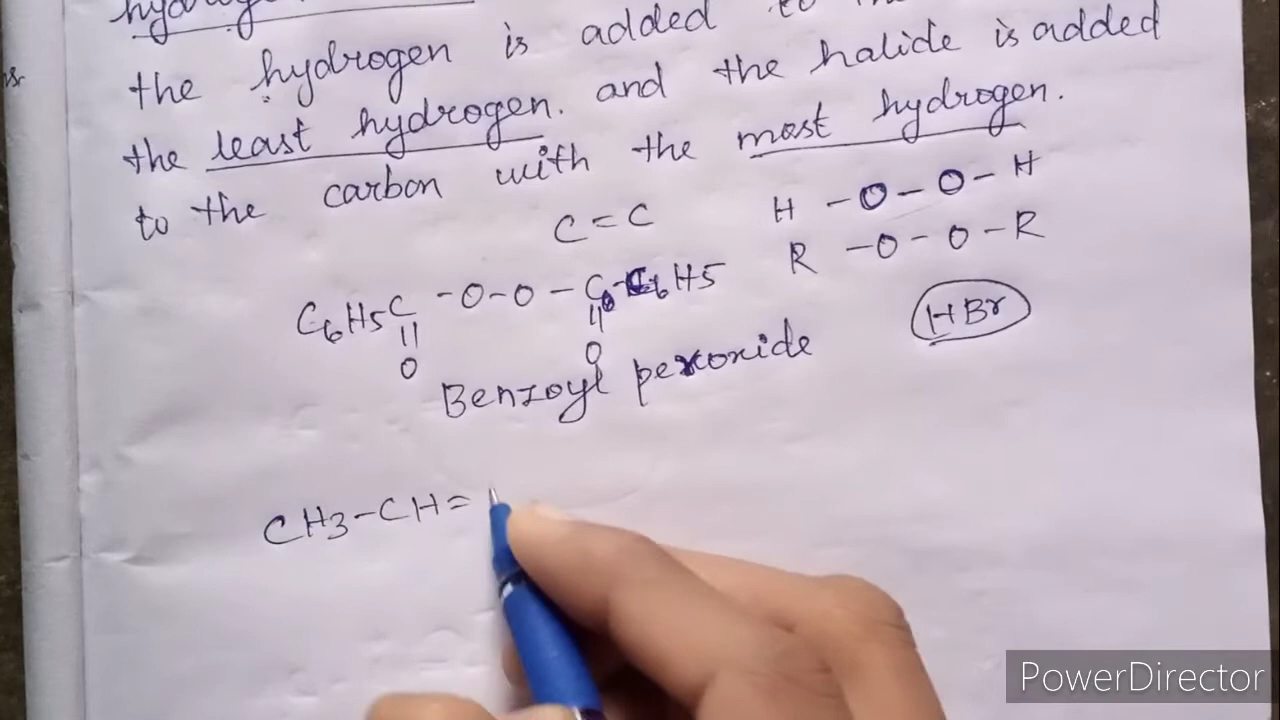 the hydrogen is added to
the least hydrogen. and the halide is added
to the carbon with the most hydrogen.
C = C
H - O - O - H
R - O - O - R
C6H5C - O - O - C - C6H5
|| ||
O O
HBr
Benzoyl peroxide
CH3 - CH =
PowerDirector